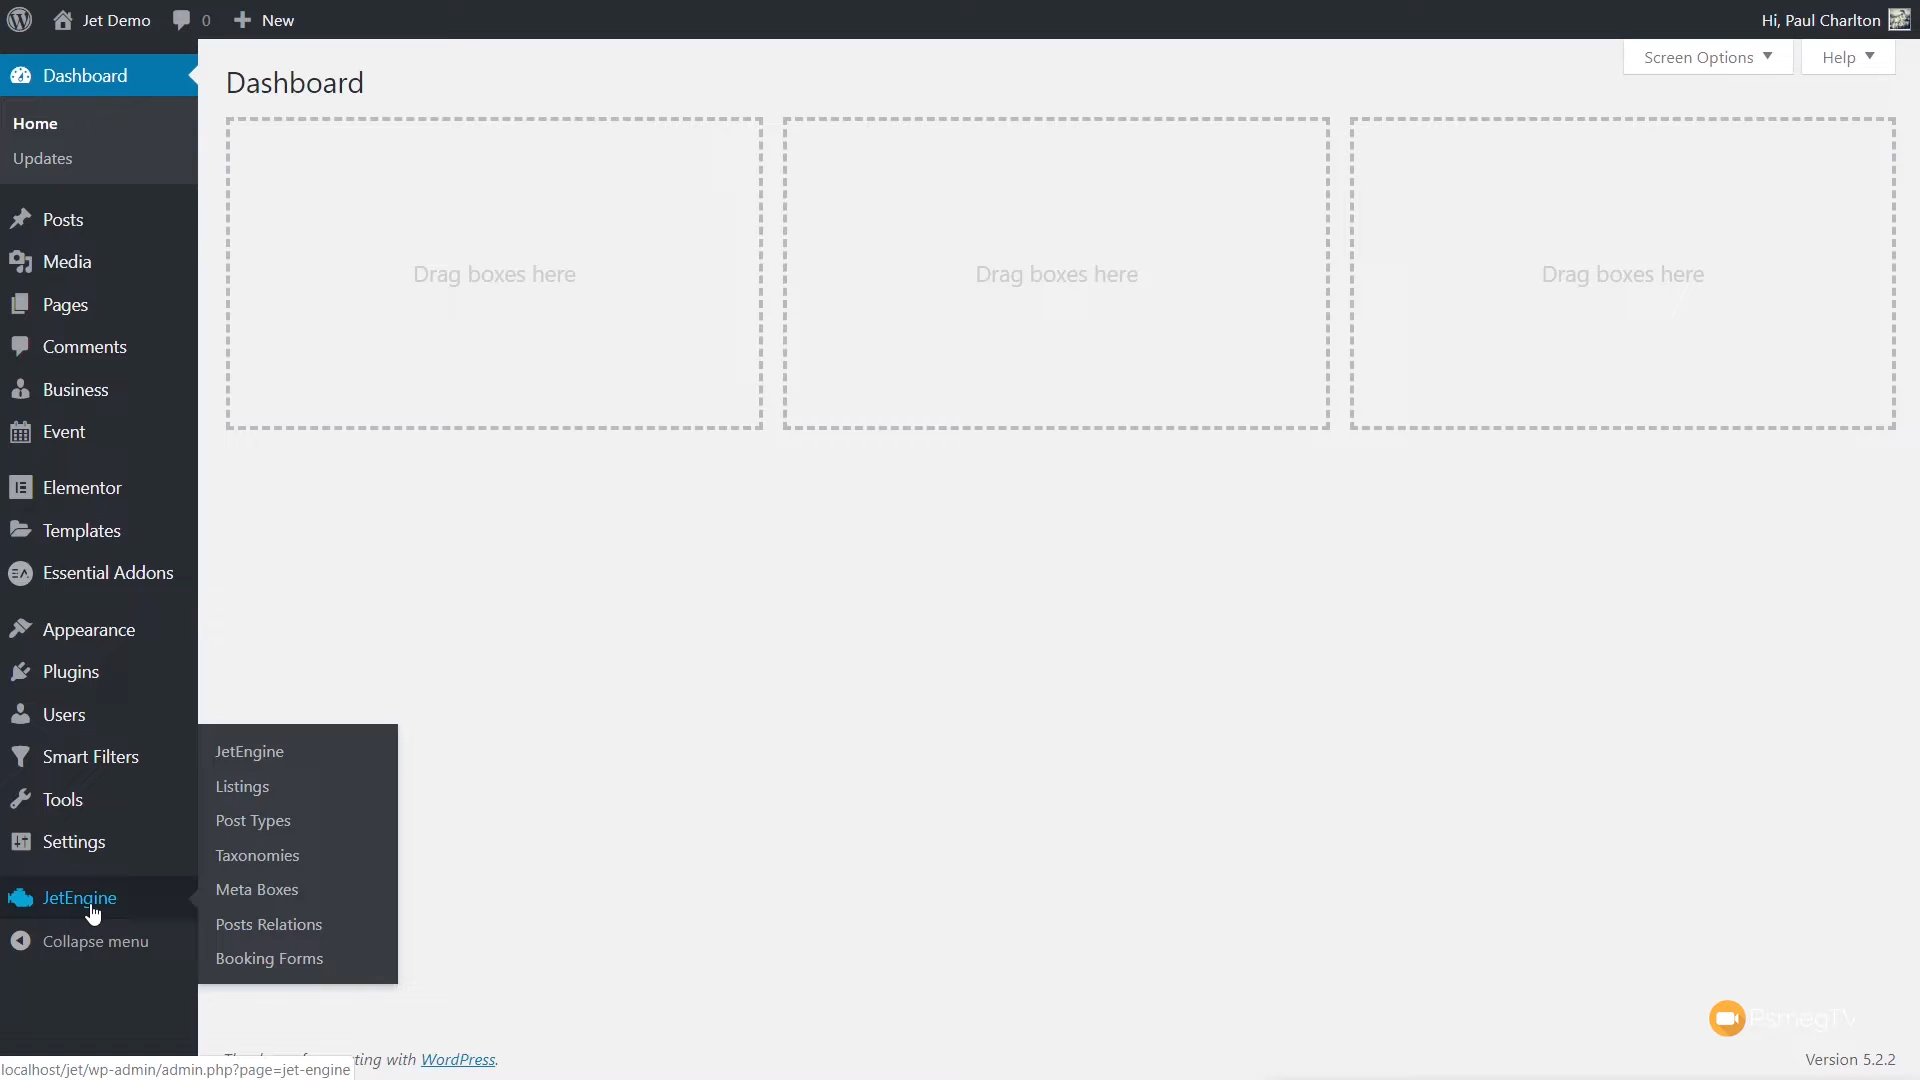 Jet Demo
0
New
Hi, Paul Charlton
Dashboard
Home
Updates
Posts
Media
Pages
Comments
Business
Event
Elementor
Templates
Essential Addons
Appearance
Plugins
Users
Smart Filters
Tools
Settings
JetEngine
Collapse menu
JetEngine
Listings
Post Types
Taxonomies
Meta Boxes
Posts Relations
Booking Forms
Screen Options
Help
Dashboard
Drag boxes here
Drag boxes here
Drag boxes here
ting with WordPress.
Version 5.2.2
localhost/jet/wp-admin/admin.php?page=jet-engine